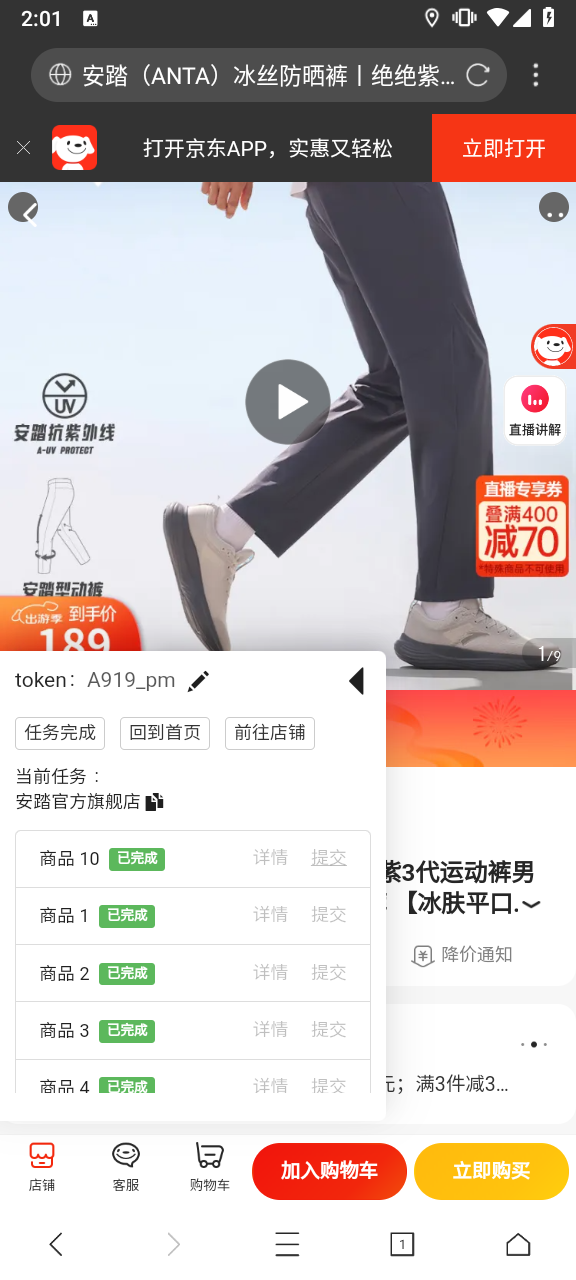 2:01
A
安踏（ANTA）冰丝防晒裤丨绝绝紫...
打开京东APP，实惠又轻松
立即打开
UV
安踏抗紫外线
A-UV PROTECT
直播讲解
直播专享券
叠满400
减70
*特殊商品不可使用
安踏型动裤
出游季 到手价
189
1/9
token： A919_pm
任务完成
回到首页
前往店铺
当前任务：
安踏官方旗舰店
商品 10 已完成 详情 提交
商品 1 已完成 详情 提交
商品 2 已完成 详情 提交
商品 3 已完成 详情 提交
商品 4 已完成 详情 提交
紫3代运动裤男
【冰肤平口.
降价通知
元；满3件减3...
店铺
客服
购物车
加入购物车
立即购买
1